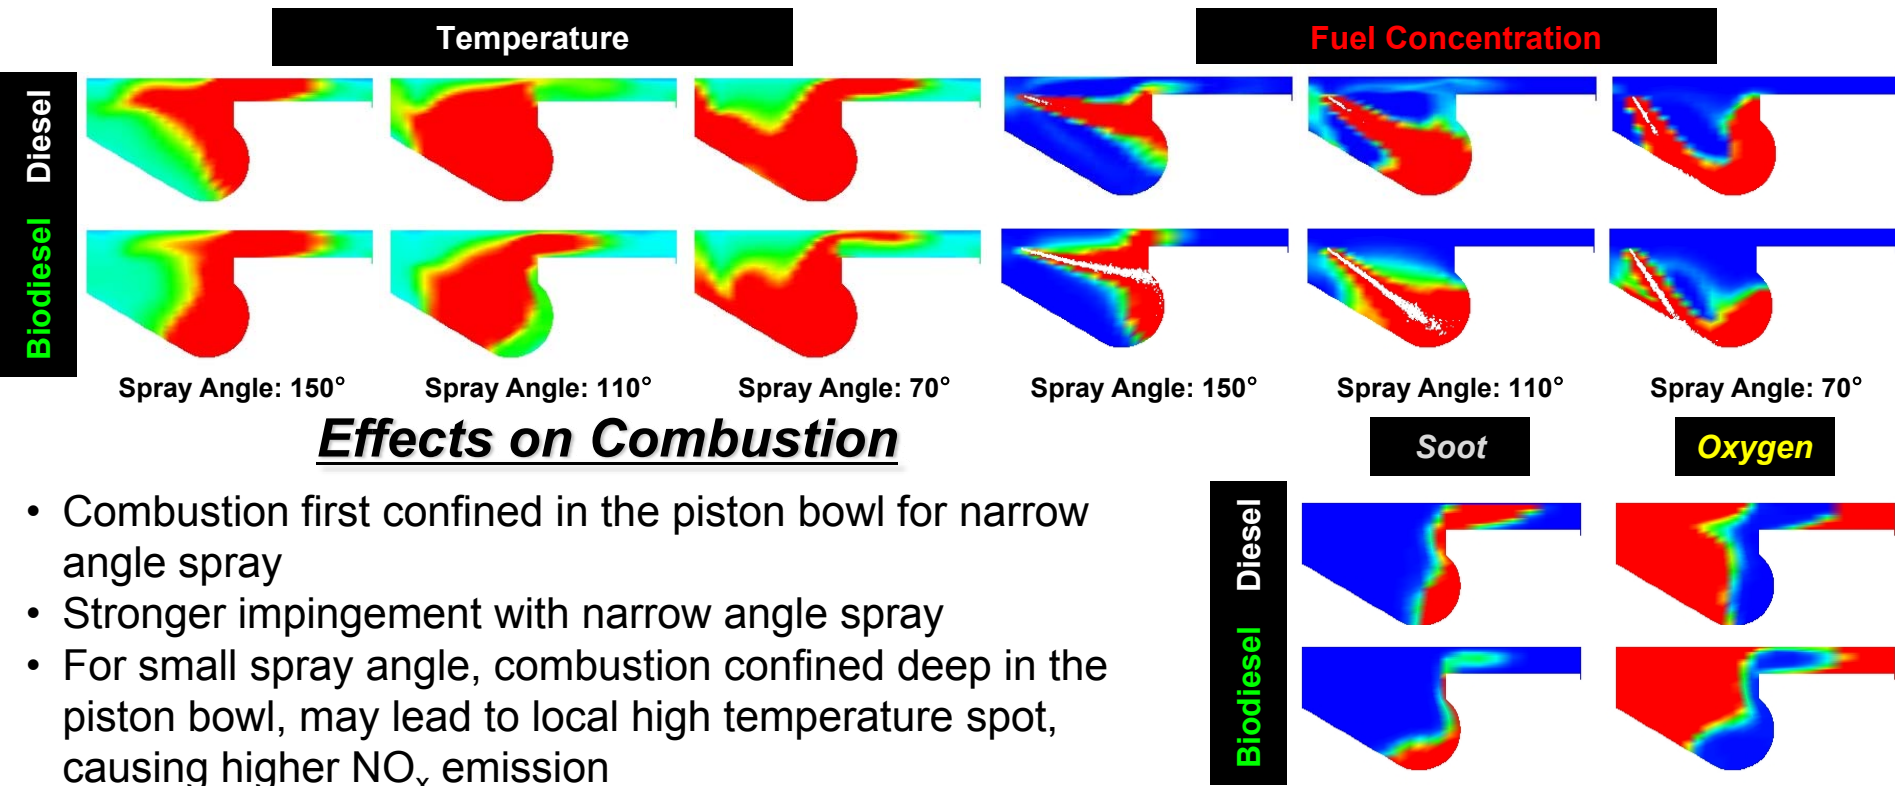 Temperature
Fuel Concentration
Diesel
Biodiesel
Spray Angle: 150°
Spray Angle: 110°
Spray Angle: 70°
Spray Angle: 150°
Spray Angle: 110°
Spray Angle: 70°
Effects on Combustion
• Combustion first confined in the piston bowl for narrow
angle spray
• Stronger impingement with narrow angle spray
• For small spray angle, combustion confined deep in the
piston bowl, may lead to local high temperature spot,
causing higher NOₓ emission
Soot
Oxygen
Diesel
Biodiesel